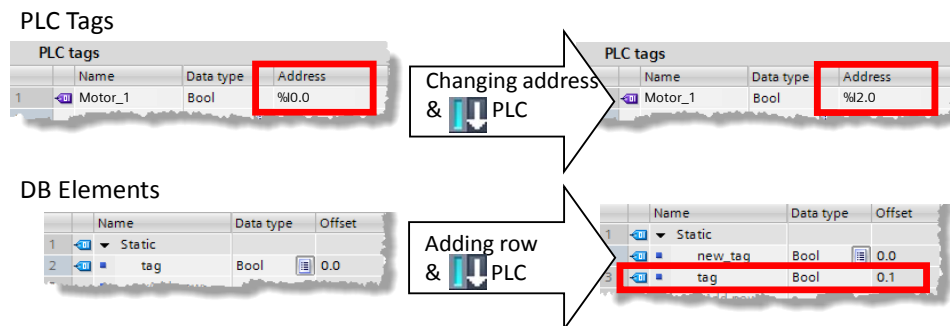 PLC Tags
PLC tags
Name Data type Address
1 Motor_1 Bool %I0.0
Changing address
& PLC
PLC tags
Name Data type Address
Motor_1 Bool %I2.0
DB Elements
Name Data type Offset
1 Static
2 tag Bool 0.0
Adding row
& PLC
Name Data type Offset
1 Static
new_tag Bool 0.0
3 tag Bool 0.1